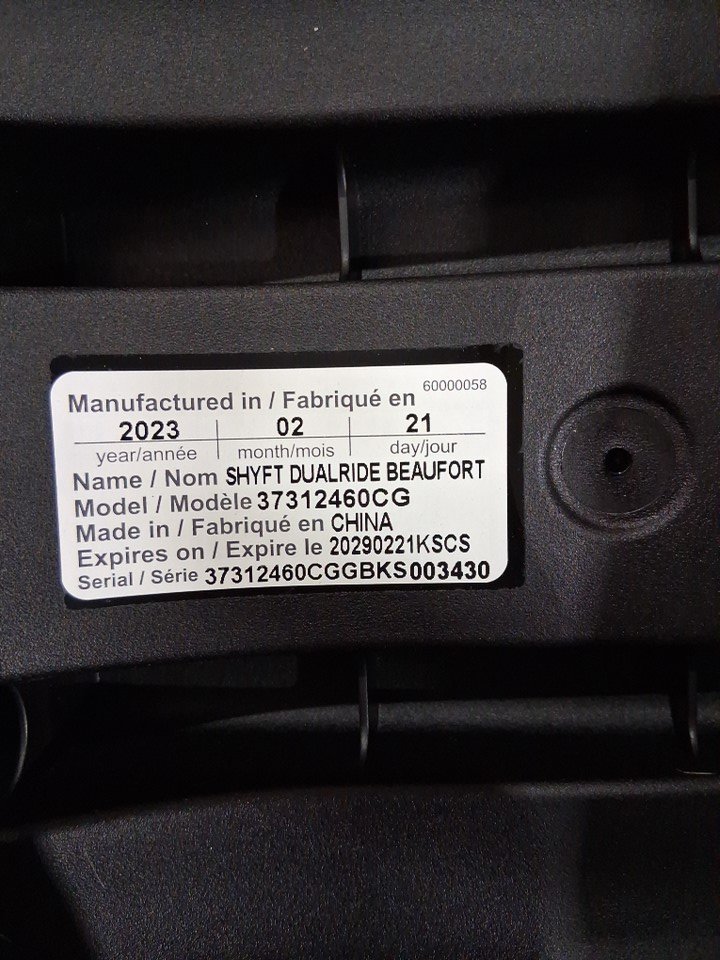 60000058
Manufactured in / Fabriqué en
2023 02 21
year/année month/mois day/jour
Name / Nom SHYFT DUALRIDE BEAUFORT
Model / Modèle 37312460CG
Made in / Fabriqué en CHINA
Expires on / Expire le 20290221KSCS
Serial / Série 37312460CGGBKS003430